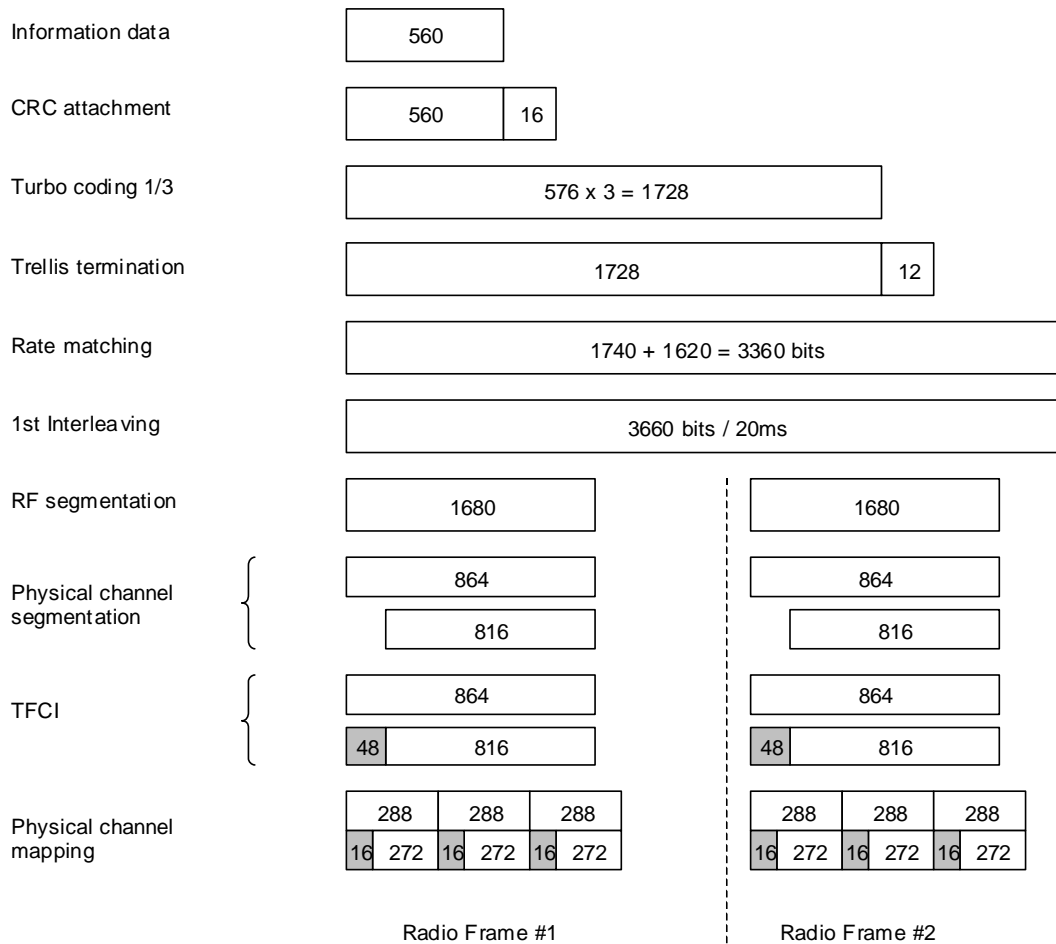 Information data
560
CRC attachment
560 16
Turbo coding 1/3
576 x 3 = 1728
Trellis termination
1728 12
Rate matching
1740 + 1620 = 3360 bits
1st Interleaving
3660 bits / 20ms
RF segmentation
1680 1680
Physical channel
segmentation
864 864
816 816
TFCI
864 864
48 816 48 816
Physical channel
mapping
288 288 288 288 288 288
16 272 16 272 16 272 16 272 16 272 16 272
Radio Frame #1 Radio Frame #2